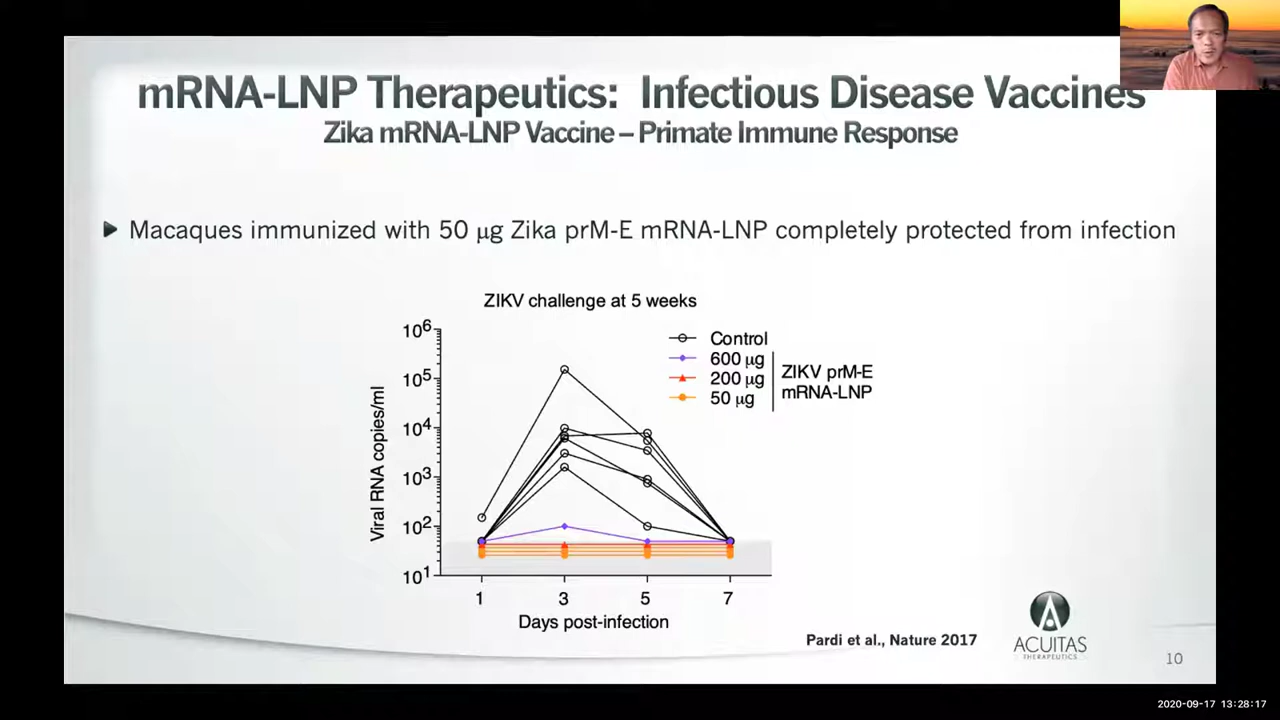 mRNA-LNP Therapeutics: Infectious Disease Vaccines
Zika mRNA-LNP Vaccine – Primate Immune Response
Macaques immunized with 50 µg Zika prM-E mRNA-LNP completely protected from infection
ZIKV challenge at 5 weeks
Control
600 µg
200 µg
50 µg
ZIKV prM-E
mRNA-LNP
Viral RNA copies/ml
10⁶
10⁵
10⁴
10³
10²
10¹
1 3 5 7
Days post-infection
Pardi et al., Nature 2017
ACUITAS
THERAPEUTICS
10
2020-09-17 13:28:17